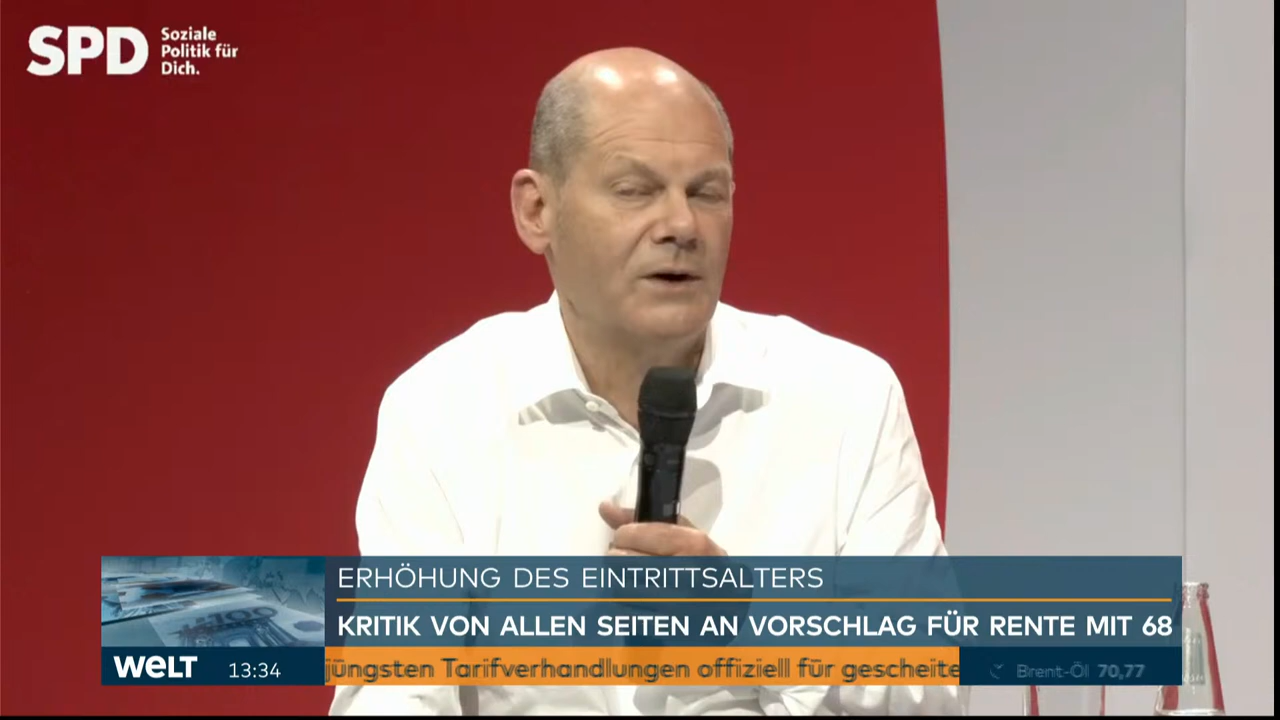 SPD
Soziale
Politik für
Dich.
ERHÖHUNG DES EINTRITTSALTERS
KRITIK VON ALLEN SEITEN AN VORSCHLAG FÜR RENTE MIT 68
WELT 13:34 jüngsten Tarifverhandlungen offiziell für gescheite Brent-Öl 70,77